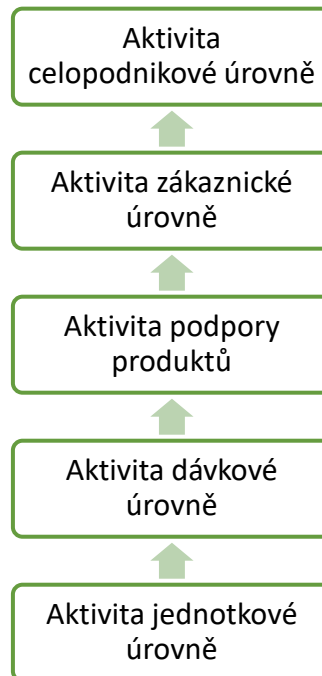 Aktivita
celopodnikové úrovně
Aktivita zákaznické
úrovně
Aktivita podpory
produktů
Aktivita dávkové
úrovně
Aktivita jednotkové
úrovně